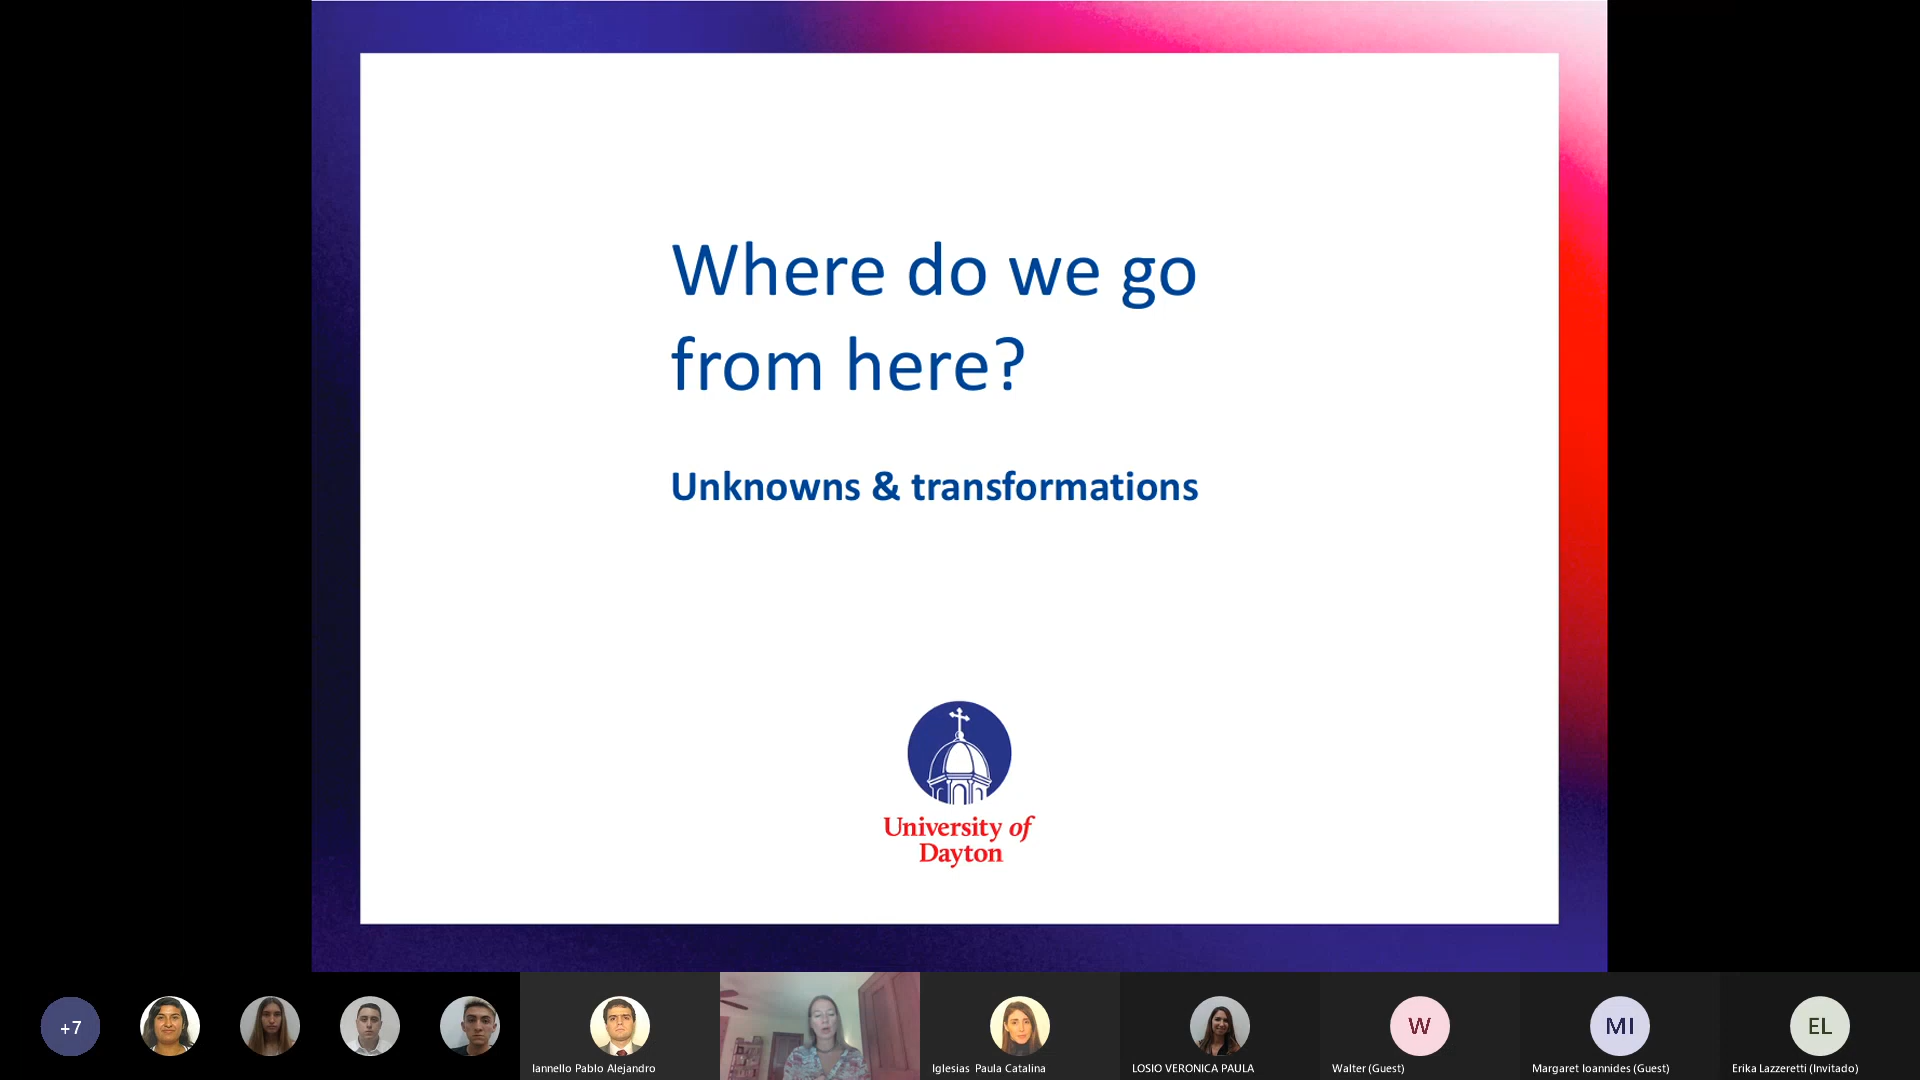 Where do we go
from here?
Unknowns & transformations
University of
Dayton
+7
Iannello Pablo Alejandro
Iglesias Paula Catalina
LOSIO VERONICA PAULA
W
Walter (Guest)
MI
Margaret Ioannides (Guest)
EL
Erika Lazzeretti (Invitado)